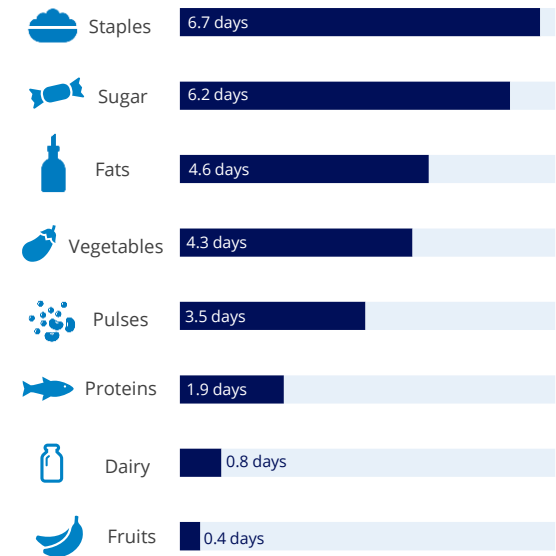 Staples 6.7 days
Sugar 6.2 days
Fats 4.6 days
Vegetables 4.3 days
Pulses 3.5 days
Proteins 1.9 days
Dairy 0.8 days
Fruits 0.4 days